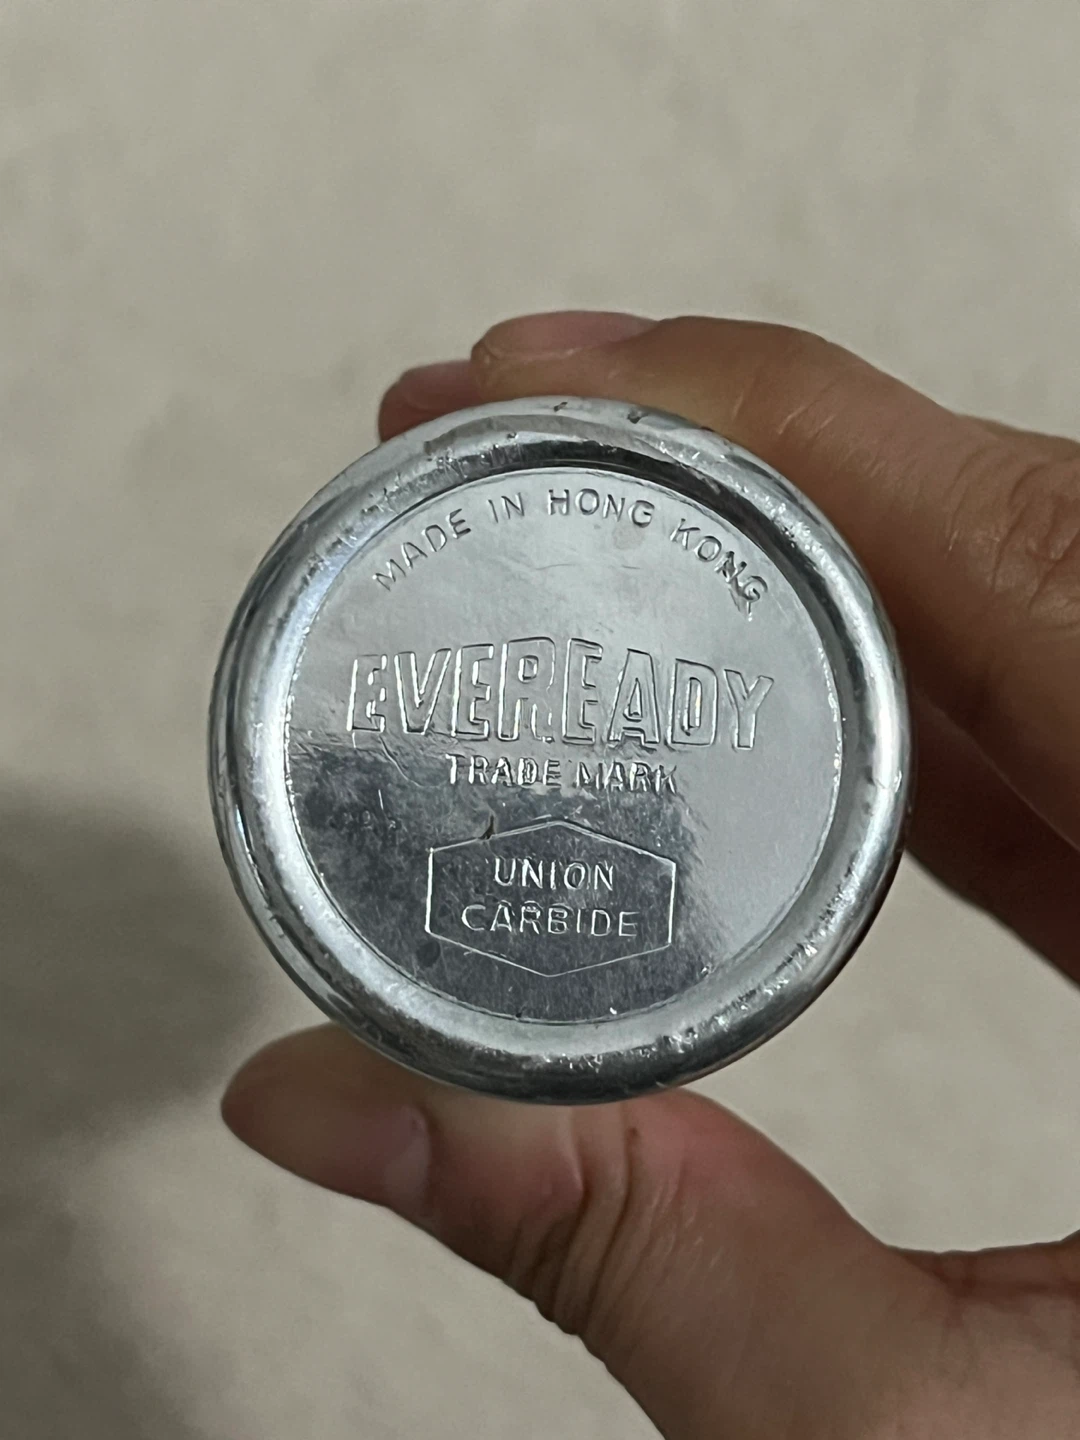 MADE IN HONG KONG
EVEREADY
TRADE MARK
UNION
CARBIDE